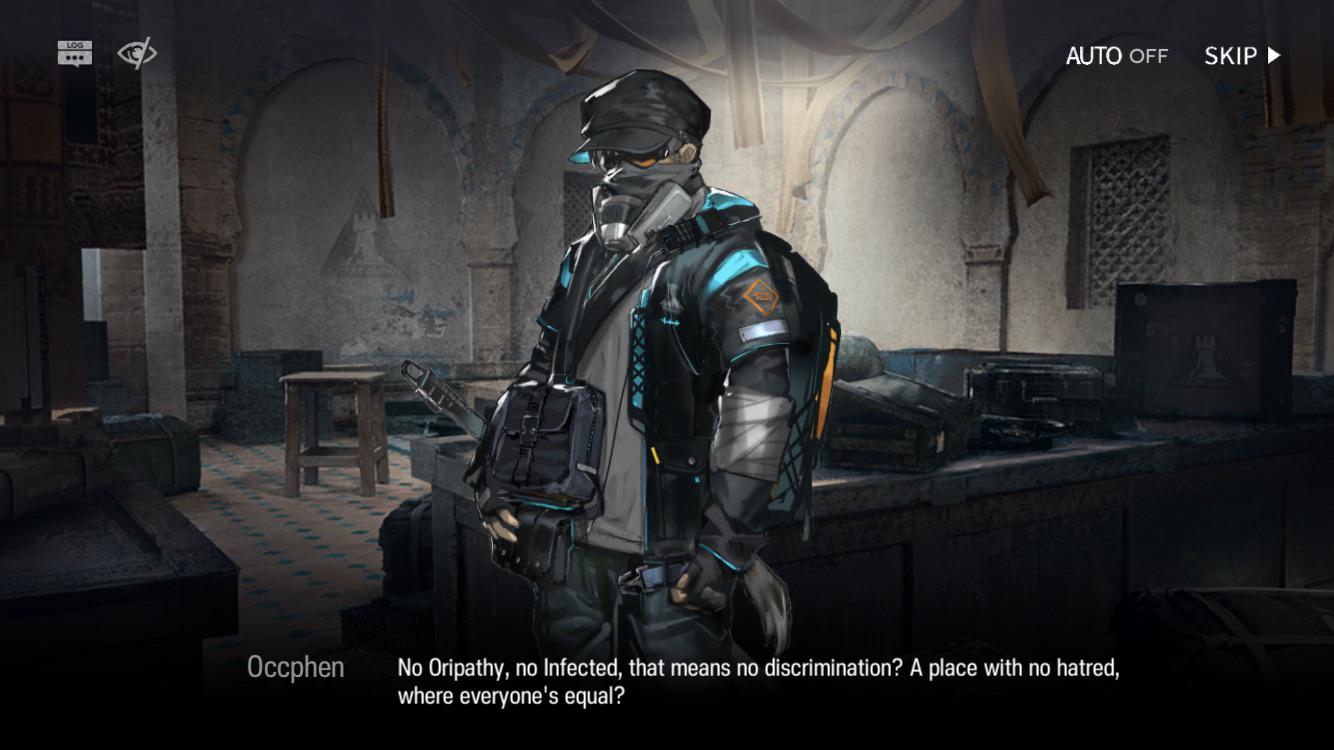 LOG
AUTO OFF SKIP
Occphen
No Oripathy, no Infected, that means no discrimination? A place with no hatred,
where everyone's equal?